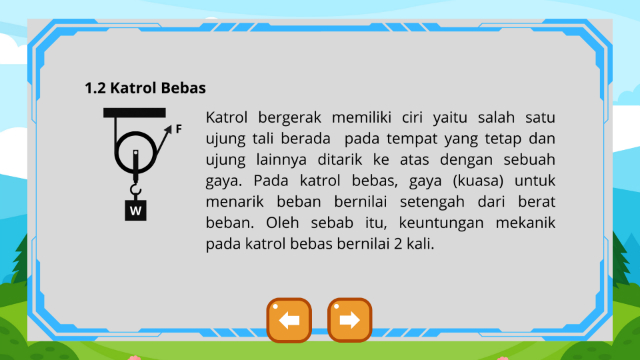 1.2 Katrol Bebas
F
W
Katrol bergerak memiliki ciri yaitu salah satu
ujung tali berada pada tempat yang tetap dan
ujung lainnya ditarik ke atas dengan sebuah
gaya. Pada katrol bebas, gaya (kuasa) untuk
menarik beban bernilai setengah dari berat
beban. Oleh sebab itu, keuntungan mekanik
pada katrol bebas bernilai 2 kali.